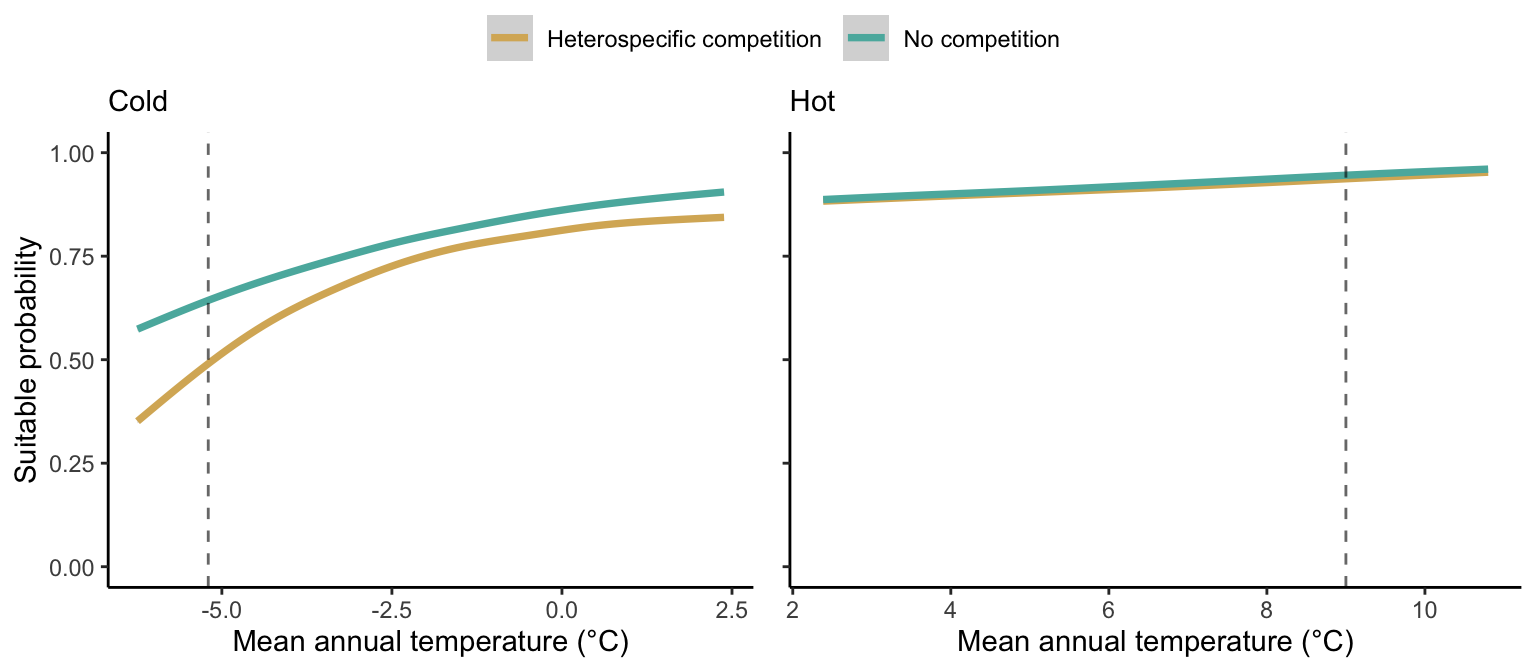 Heterospecific competition No competition
Cold Hot
Suitable probability
1.00
0.75
0.50
0.25
0.00
-5.0 -2.5 0.0 2.5 2 4 6 8 10
Mean annual temperature (°C) Mean annual temperature (°C)